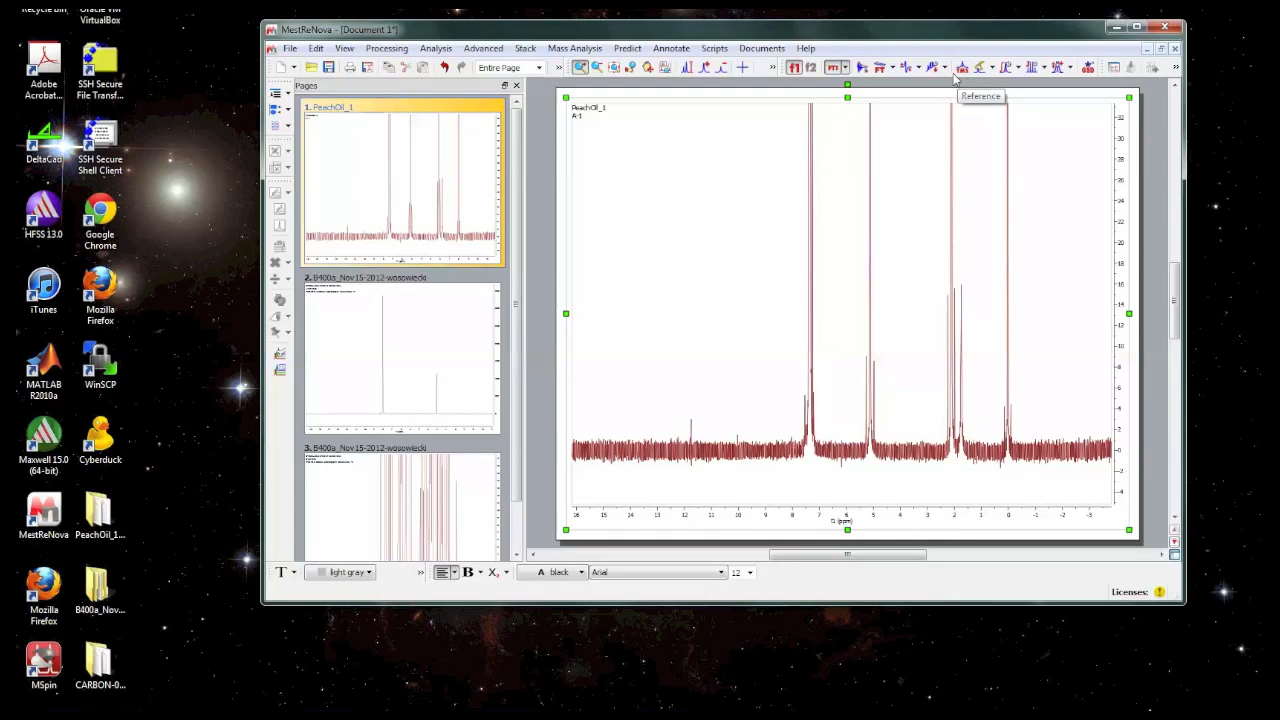 Recycle Bin
Oracle VM
VirtualBox
Adobe
Acrobat...
SSH Secure
File Transf...
DeltaCad
SSH Secure
Shell Client
HFSS 13.0
Google
Chrome
iTunes
Mozilla
Firefox
MATLAB
R2010a
WinSCP
Maxwell 15.0
(64-bit)
Cyberduck
MestReNova
PeachOil_1...
Mozilla
Firefox
B400a_Nov...
MSpin
CARBON-0...
MestReNova - [Document 1*]
File Edit View Processing Analysis Advanced Stack Mass Analysis Predict Annotate Scripts Documents Help
Entire Page
Reference
Pages
1. PeachOil_1
2. B400a_Nov15-2012-wosowiecki
3. B400a_Nov15-2012-wosowiecki
PeachOil_1
A-1
32
30
28
26
24
22
20
18
16
14
12
10
8
6
4
2
0
-2
-4
16 15 14 13 12 11 10 9 8 7 6 5 4 3 2 1 0 -1 -2 -3
f1 (ppm)
T light gray B X, A black Arial 12
Licenses: